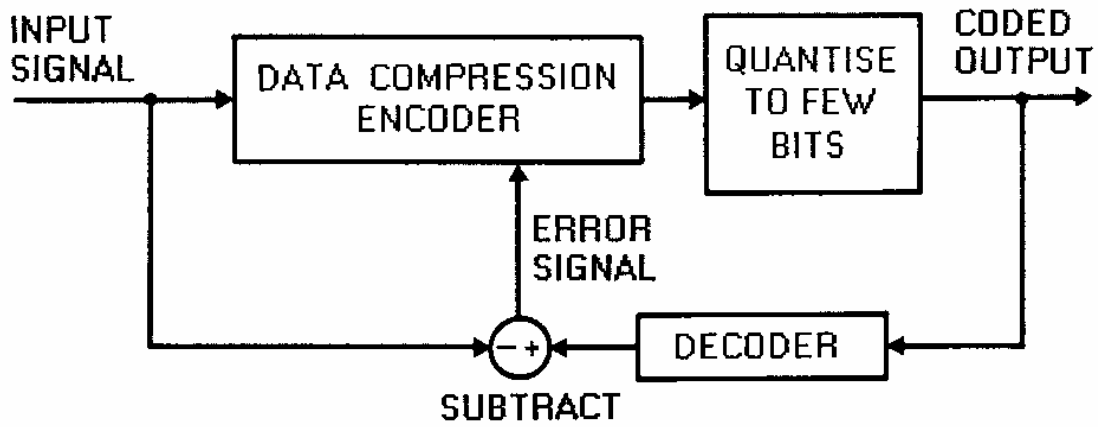 INPUT
SIGNAL
DATA COMPRESSION
ENCODER
QUANTISE
TO FEW
BITS
CODED
OUTPUT
ERROR
SIGNAL
- +
SUBTRACT
DECODER